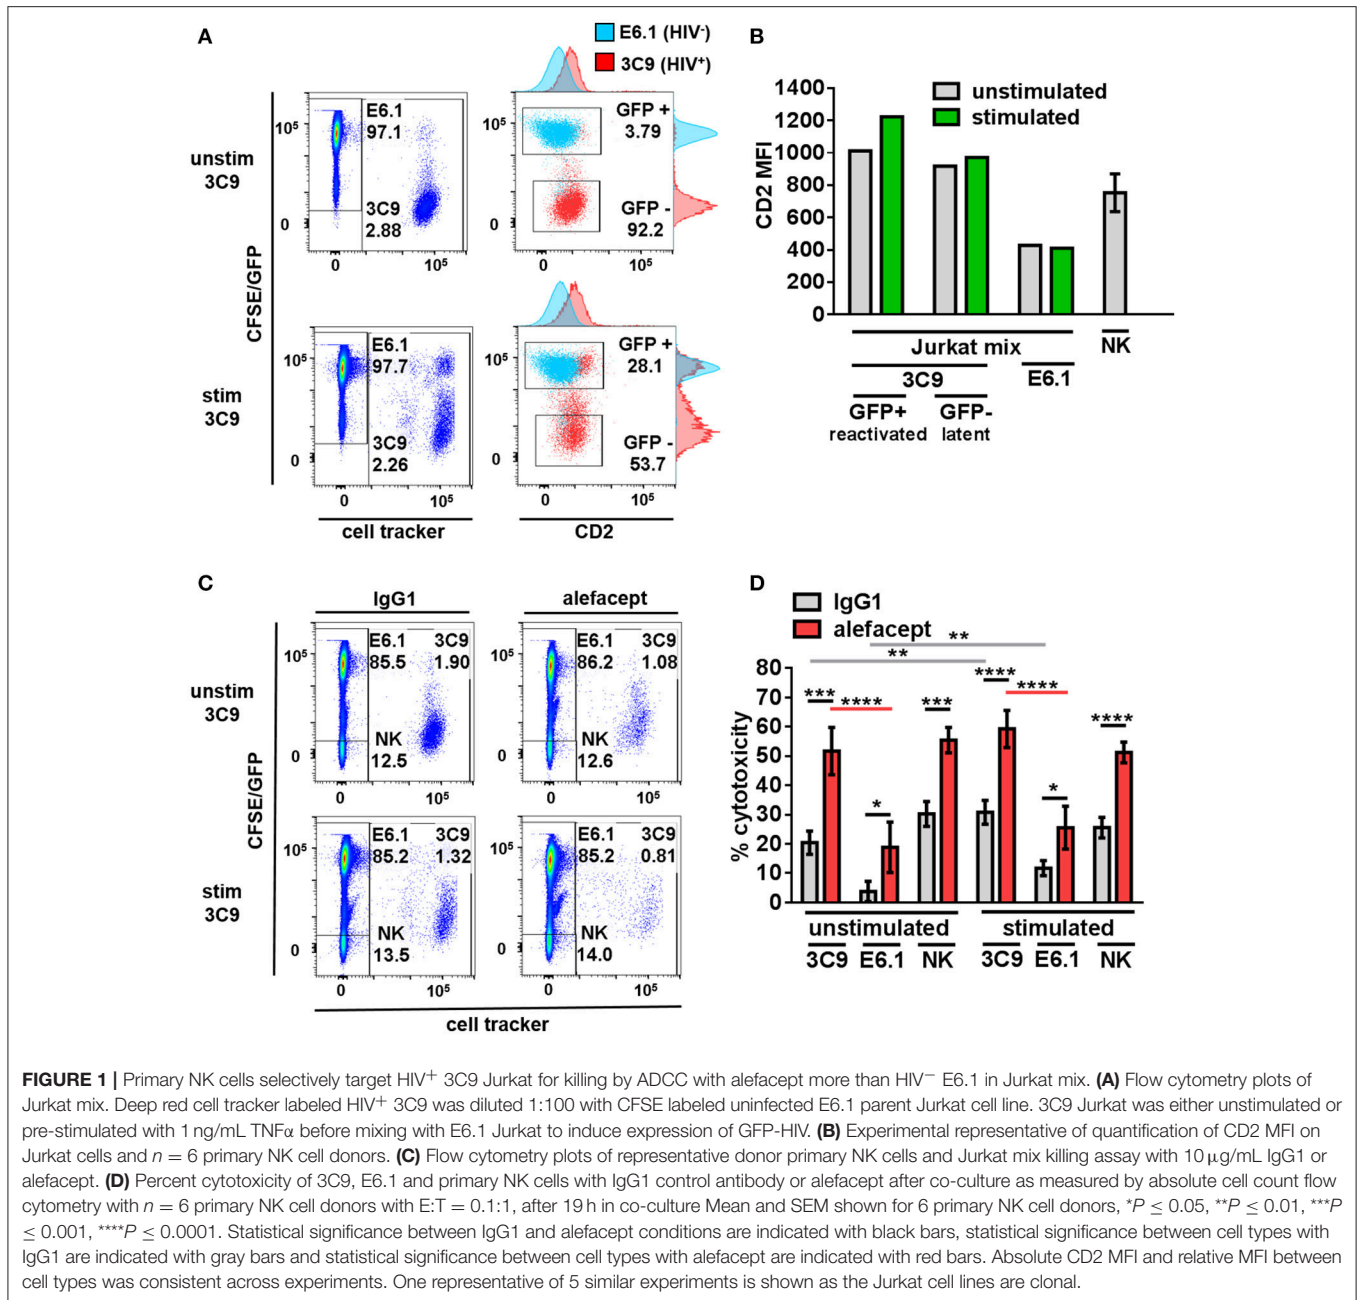 A
E6.1 (HIV-)
3C9 (HIV+)
unstim
3C9
stim
3C9
CFSE/GFP
10⁵
0
E6.1
97.1
3C9
2.88
0
10⁵
10⁵
0
GFP +
3.79
GFP -
92.2
0
10⁵
10⁵
0
E6.1
97.7
3C9
2.26
0
10⁵
10⁵
0
GFP +
28.1
GFP -
53.7
0
10⁵
cell tracker
CD2
B
CD2 MFI
1400
1200
1000
800
600
400
200
0
unstimulated
stimulated
Jurkat mix
NK
3C9
E6.1
GFP+
GFP-
reactivated
latent
C
IgG1
alefacept
unstim
3C9
stim
3C9
CFSE/GFP
10⁵
0
E6.1 3C9
85.5 1.90
NK
12.5
0
10⁵
10⁵
0
E6.1 3C9
86.2 1.08
NK
12.6
0
10⁵
10⁵
0
E6.1 3C9
85.2 1.32
NK
13.5
0
10⁵
10⁵
0
E6.1 3C9
85.2 0.81
NK
14.0
0
10⁵
cell tracker
D
IgG1
alefacept
% cytotoxicity
80
70
60
50
40
30
20
10
0
**
**
*** **** *** **** **** ****
* *
unstimulated
stimulated
3C9 E6.1 NK 3C9 E6.1 NK
FIGURE 1 | Primary NK cells selectively target HIV+ 3C9 Jurkat for killing by ADCC with alefacept more than HIV− E6.1 in Jurkat mix. (A) Flow cytometry plots of
Jurkat mix. Deep red cell tracker labeled HIV+ 3C9 was diluted 1:100 with CFSE labeled uninfected E6.1 parent Jurkat cell line. 3C9 Jurkat was either unstimulated or
pre-stimulated with 1 ng/mL TNFα before mixing with E6.1 Jurkat to induce expression of GFP-HIV. (B) Experimental representative of quantification of CD2 MFI on
Jurkat cells and n = 6 primary NK cell donors. (C) Flow cytometry plots of representative donor primary NK cells and Jurkat mix killing assay with 10 µg/mL IgG1 or
alefacept. (D) Percent cytotoxicity of 3C9, E6.1 and primary NK cells with IgG1 control antibody or alefacept after co-culture as measured by absolute cell count flow
cytometry with n = 6 primary NK cell donors with E:T = 0.1:1, after 19 h in co-culture Mean and SEM shown for 6 primary NK cell donors, *P ≤ 0.05, **P ≤ 0.01, ***P
≤ 0.001, ****P ≤ 0.0001. Statistical significance between IgG1 and alefacept conditions are indicated with black bars, statistical significance between cell types with
IgG1 are indicated with gray bars and statistical significance between cell types with alefacept are indicated with red bars. Absolute CD2 MFI and relative MFI between
cell types was consistent across experiments. One representative of 5 similar experiments is shown as the Jurkat cell lines are clonal.